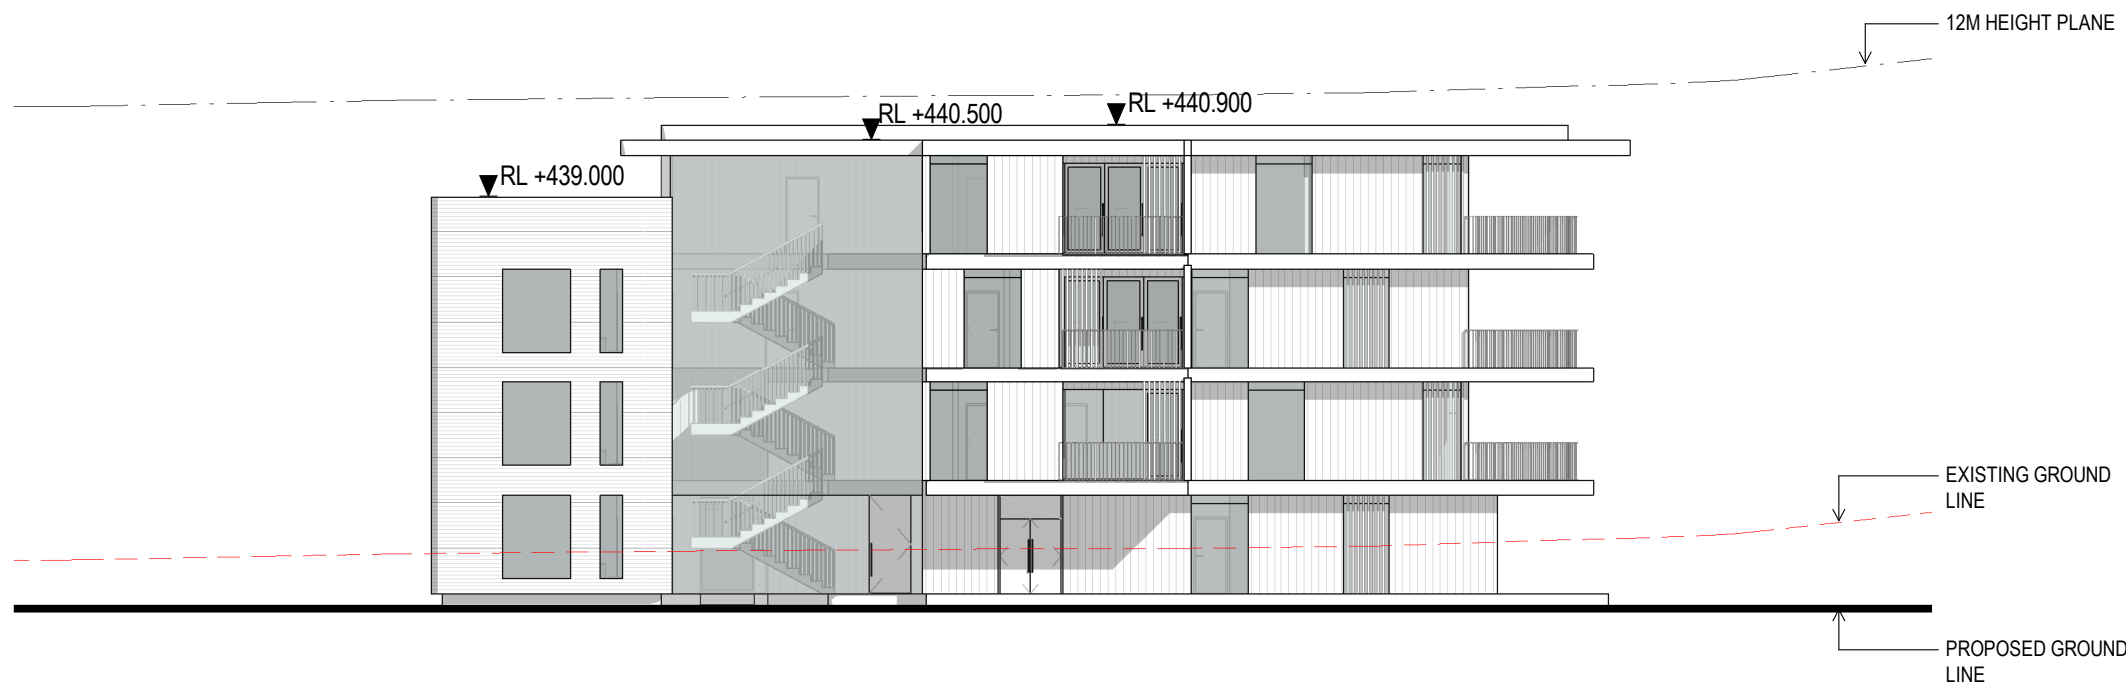 12M HEIGHT PLANE
RL +440.900
RL +440.500
RL +439.000
EXISTING GROUND
LINE
PROPOSED GROUND
LINE